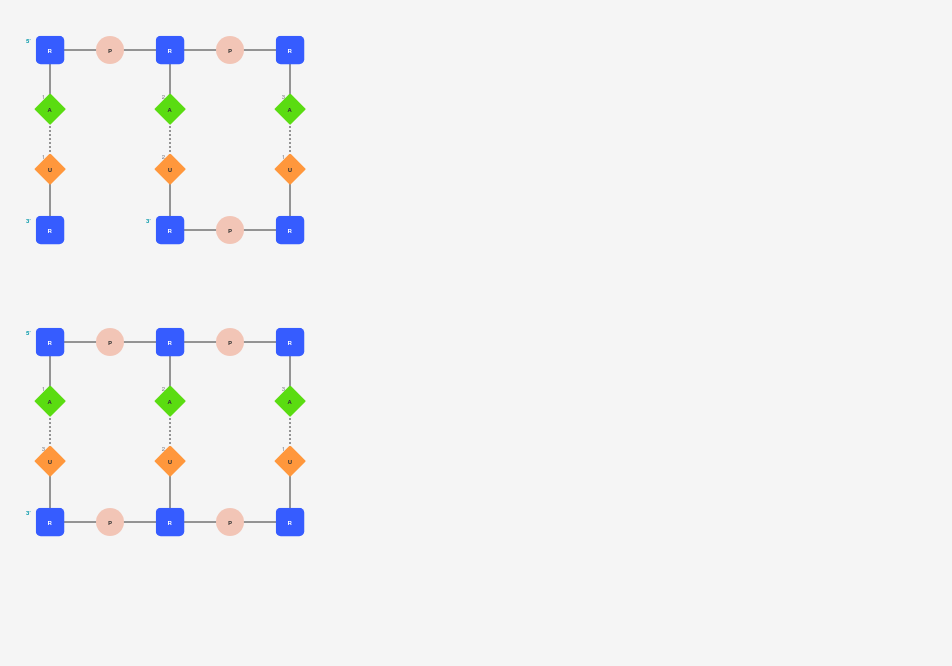 5' R P R P R
1 2 3
A A A
1 2 1
U U U
3' R 3' R P R
5' R P R P R
1 2 3
A A A
3 2 1
U U U
3' R P R P R